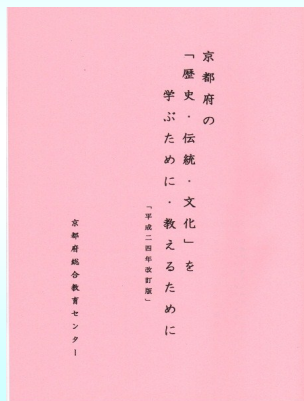 京都府の
「歴史・伝統・文化」を
学ぶために・教えるために
「平成二四年改訂版」
京都府総合教育センター